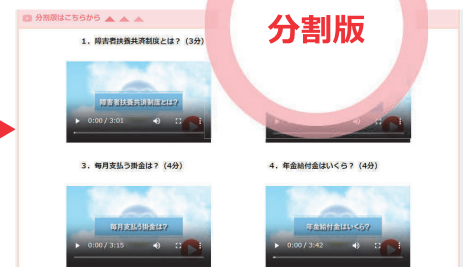 分割版はこちらから ▲ ▲ ▲
分割版
1. 障害者扶養共済制度とは？（3分）
障害者扶養共済制度とは?
0:00 / 3:01
3. 毎月支払う掛金は？（4分）
4. 年金給付金はいくら？（4分）
毎月支払う掛金は?
年金給付金はいくら?
0:00 / 3:15
0:00 / 3:42